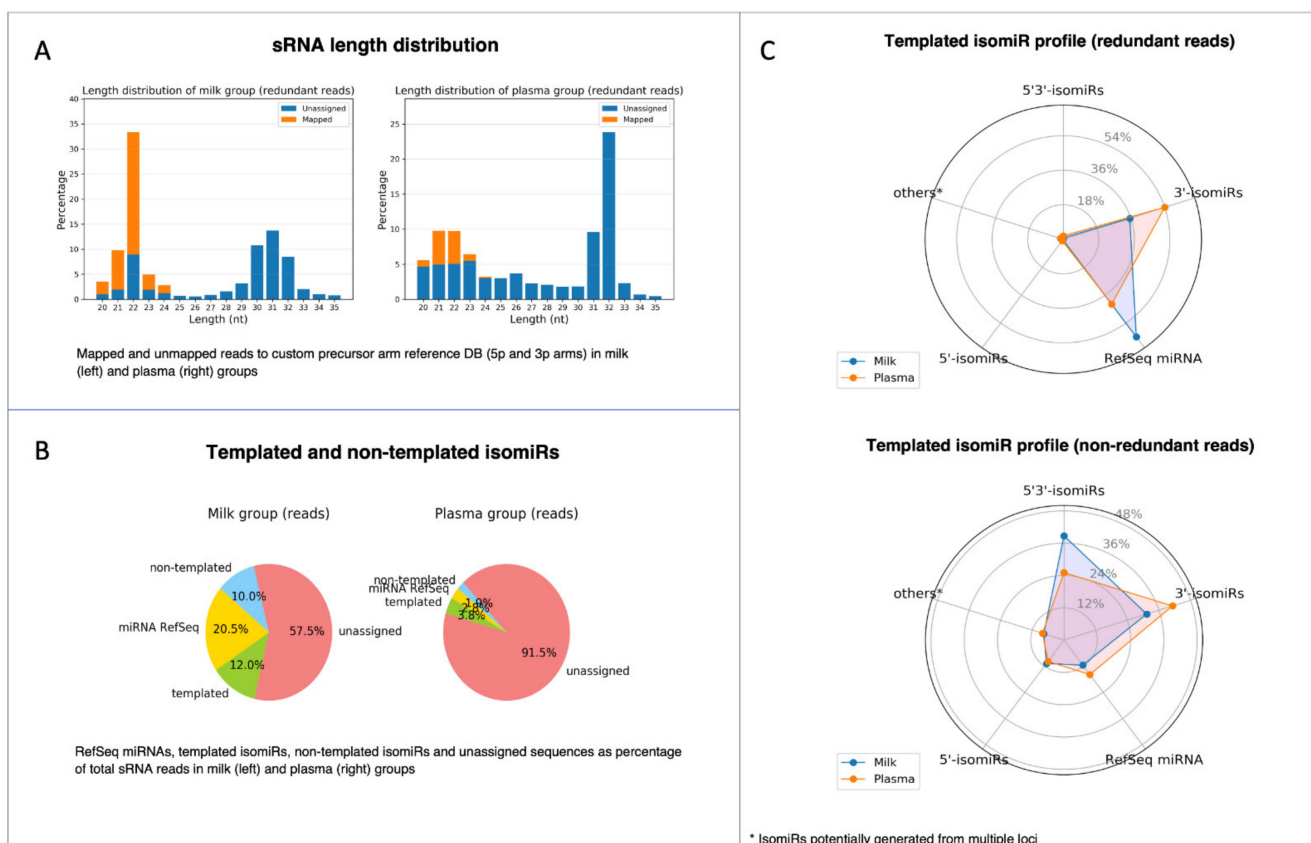 A
sRNA length distribution
Length distribution of milk group (redundant reads)
40
35
30
25
20
15
10
5
0
Percentage
Unassigned
Mapped
20 21 22 23 24 25 26 27 28 29 30 31 32 33 34 35
Length (nt)
Length distribution of plasma group (redundant reads)
25
20
15
10
5
0
Percentage
Unassigned
Mapped
20 21 22 23 24 25 26 27 28 29 30 31 32 33 34 35
Length (nt)
Mapped and unmapped reads to custom precursor arm reference DB (5p and 3p arms) in milk
(left) and plasma (right) groups
B
Templated and non-templated isomiRs
Milk group (reads)
non-templated
10.0%
miRNA RefSeq
20.5%
57.5%
unassigned
12.0%
templated
Plasma group (reads)
non-templated
miRNA RefSeq
templated
1.9%
2.8%
3.8%
91.5%
unassigned
RefSeq miRNAs, templated isomiRs, non-templated isomiRs and unassigned sequences as percentage
of total sRNA reads in milk (left) and plasma (right) groups
C
Templated isomiR profile (redundant reads)
5'3'-isomiRs
54%
36%
18%
others*
3'-isomiRs
5'-isomiRs
RefSeq miRNA
Milk
Plasma
Templated isomiR profile (non-redundant reads)
5'3'-isomiRs
48%
36%
24%
12%
others*
3'-isomiRs
5'-isomiRs
RefSeq miRNA
Milk
Plasma
* IsomiRs potentially generated from multiple loci